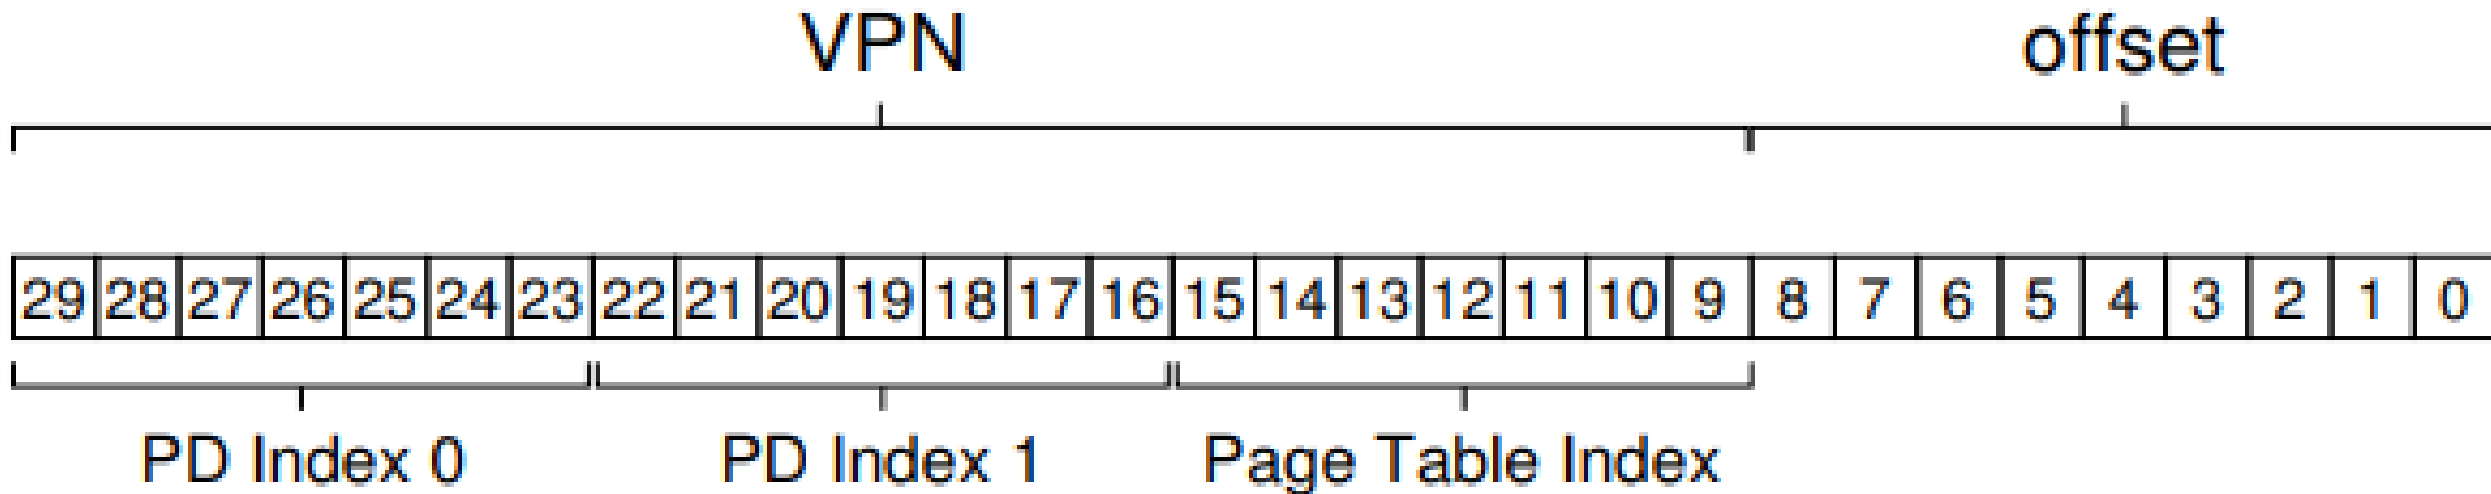 VPN offset
29 28 27 26 25 24 23 22 21 20 19 18 17 16 15 14 13 12 11 10 9 8 7 6 5 4 3 2 1 0
PD Index 0 PD Index 1 Page Table Index